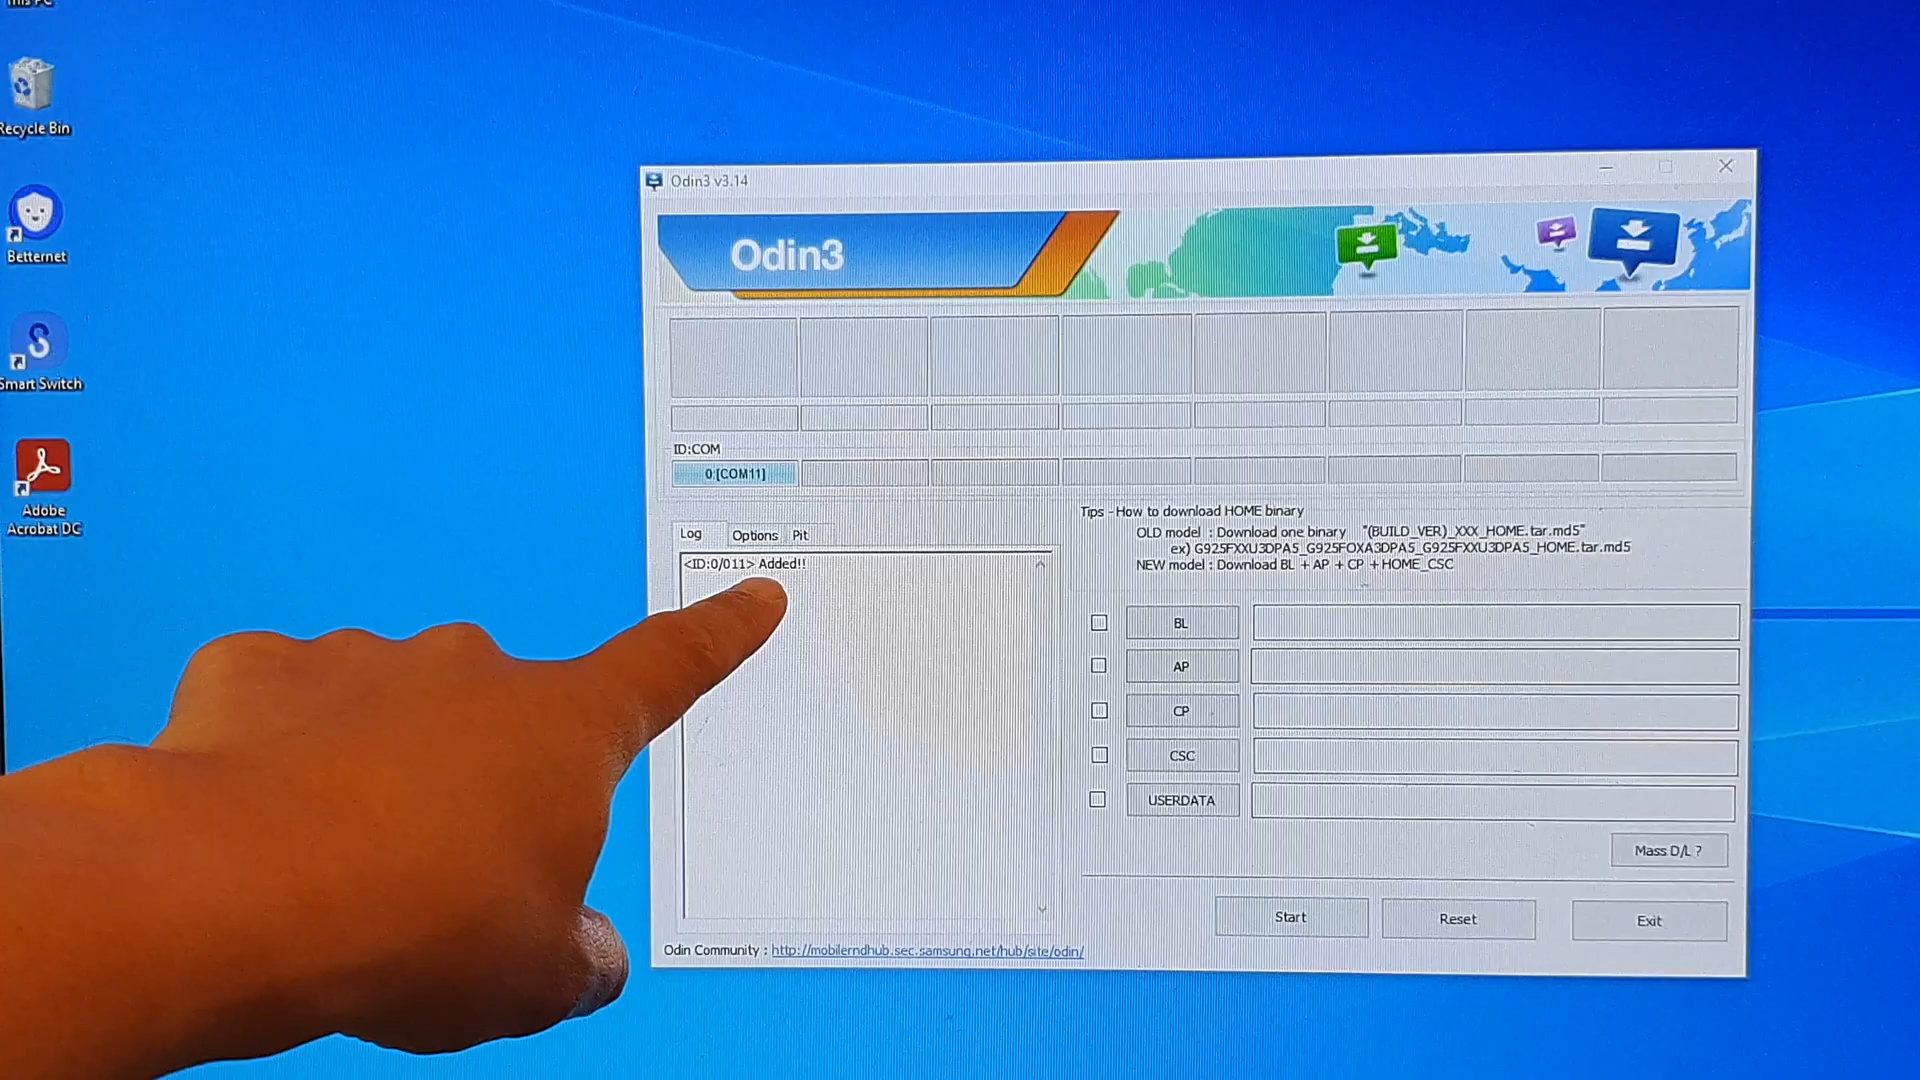 This PC
Recycle Bin
Betternet
Smart Switch
Adobe
Acrobat DC
Odin3 v3.14
Odin3
ID:COM
0:[COM11]
Log
Options
Pit
<ID:0/011> Added!!
Tips - How to download HOME binary
OLD model : Download one binary "(BUILD_VER)_XXX_HOME.tar.md5"
ex) G925FXXU3DPA5_G925FOXA3DPA5_G925FXXU3DPA5_HOME.tar.md5
NEW model : Download BL + AP + CP + HOME_CSC
BL
AP
CP
CSC
USERDATA
Mass D/L ?
Start
Reset
Exit
Odin Community : http://mobilerndhub.sec.samsung.net/hub/site/odin/